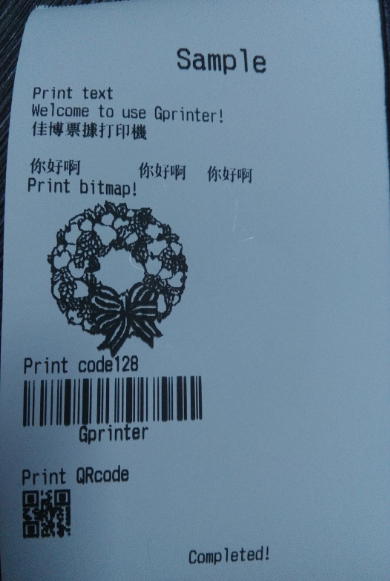 Sample
Print text
Welcome to use Gprinter!
佳博票據打印機
你好啊 你好啊 你好啊
Print bitmap!
Print code128
Gprinter
Print QRcode
Completed!